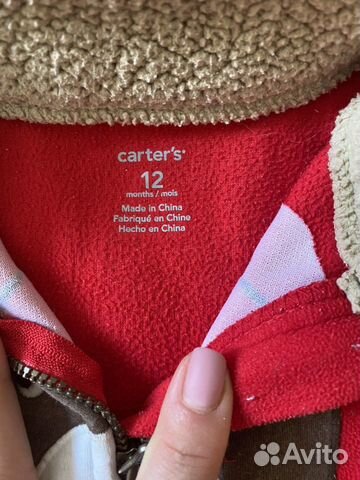 carter's®
12
months / mois
Made in China
Fabriqué en Chine
Hecho en China
Avito